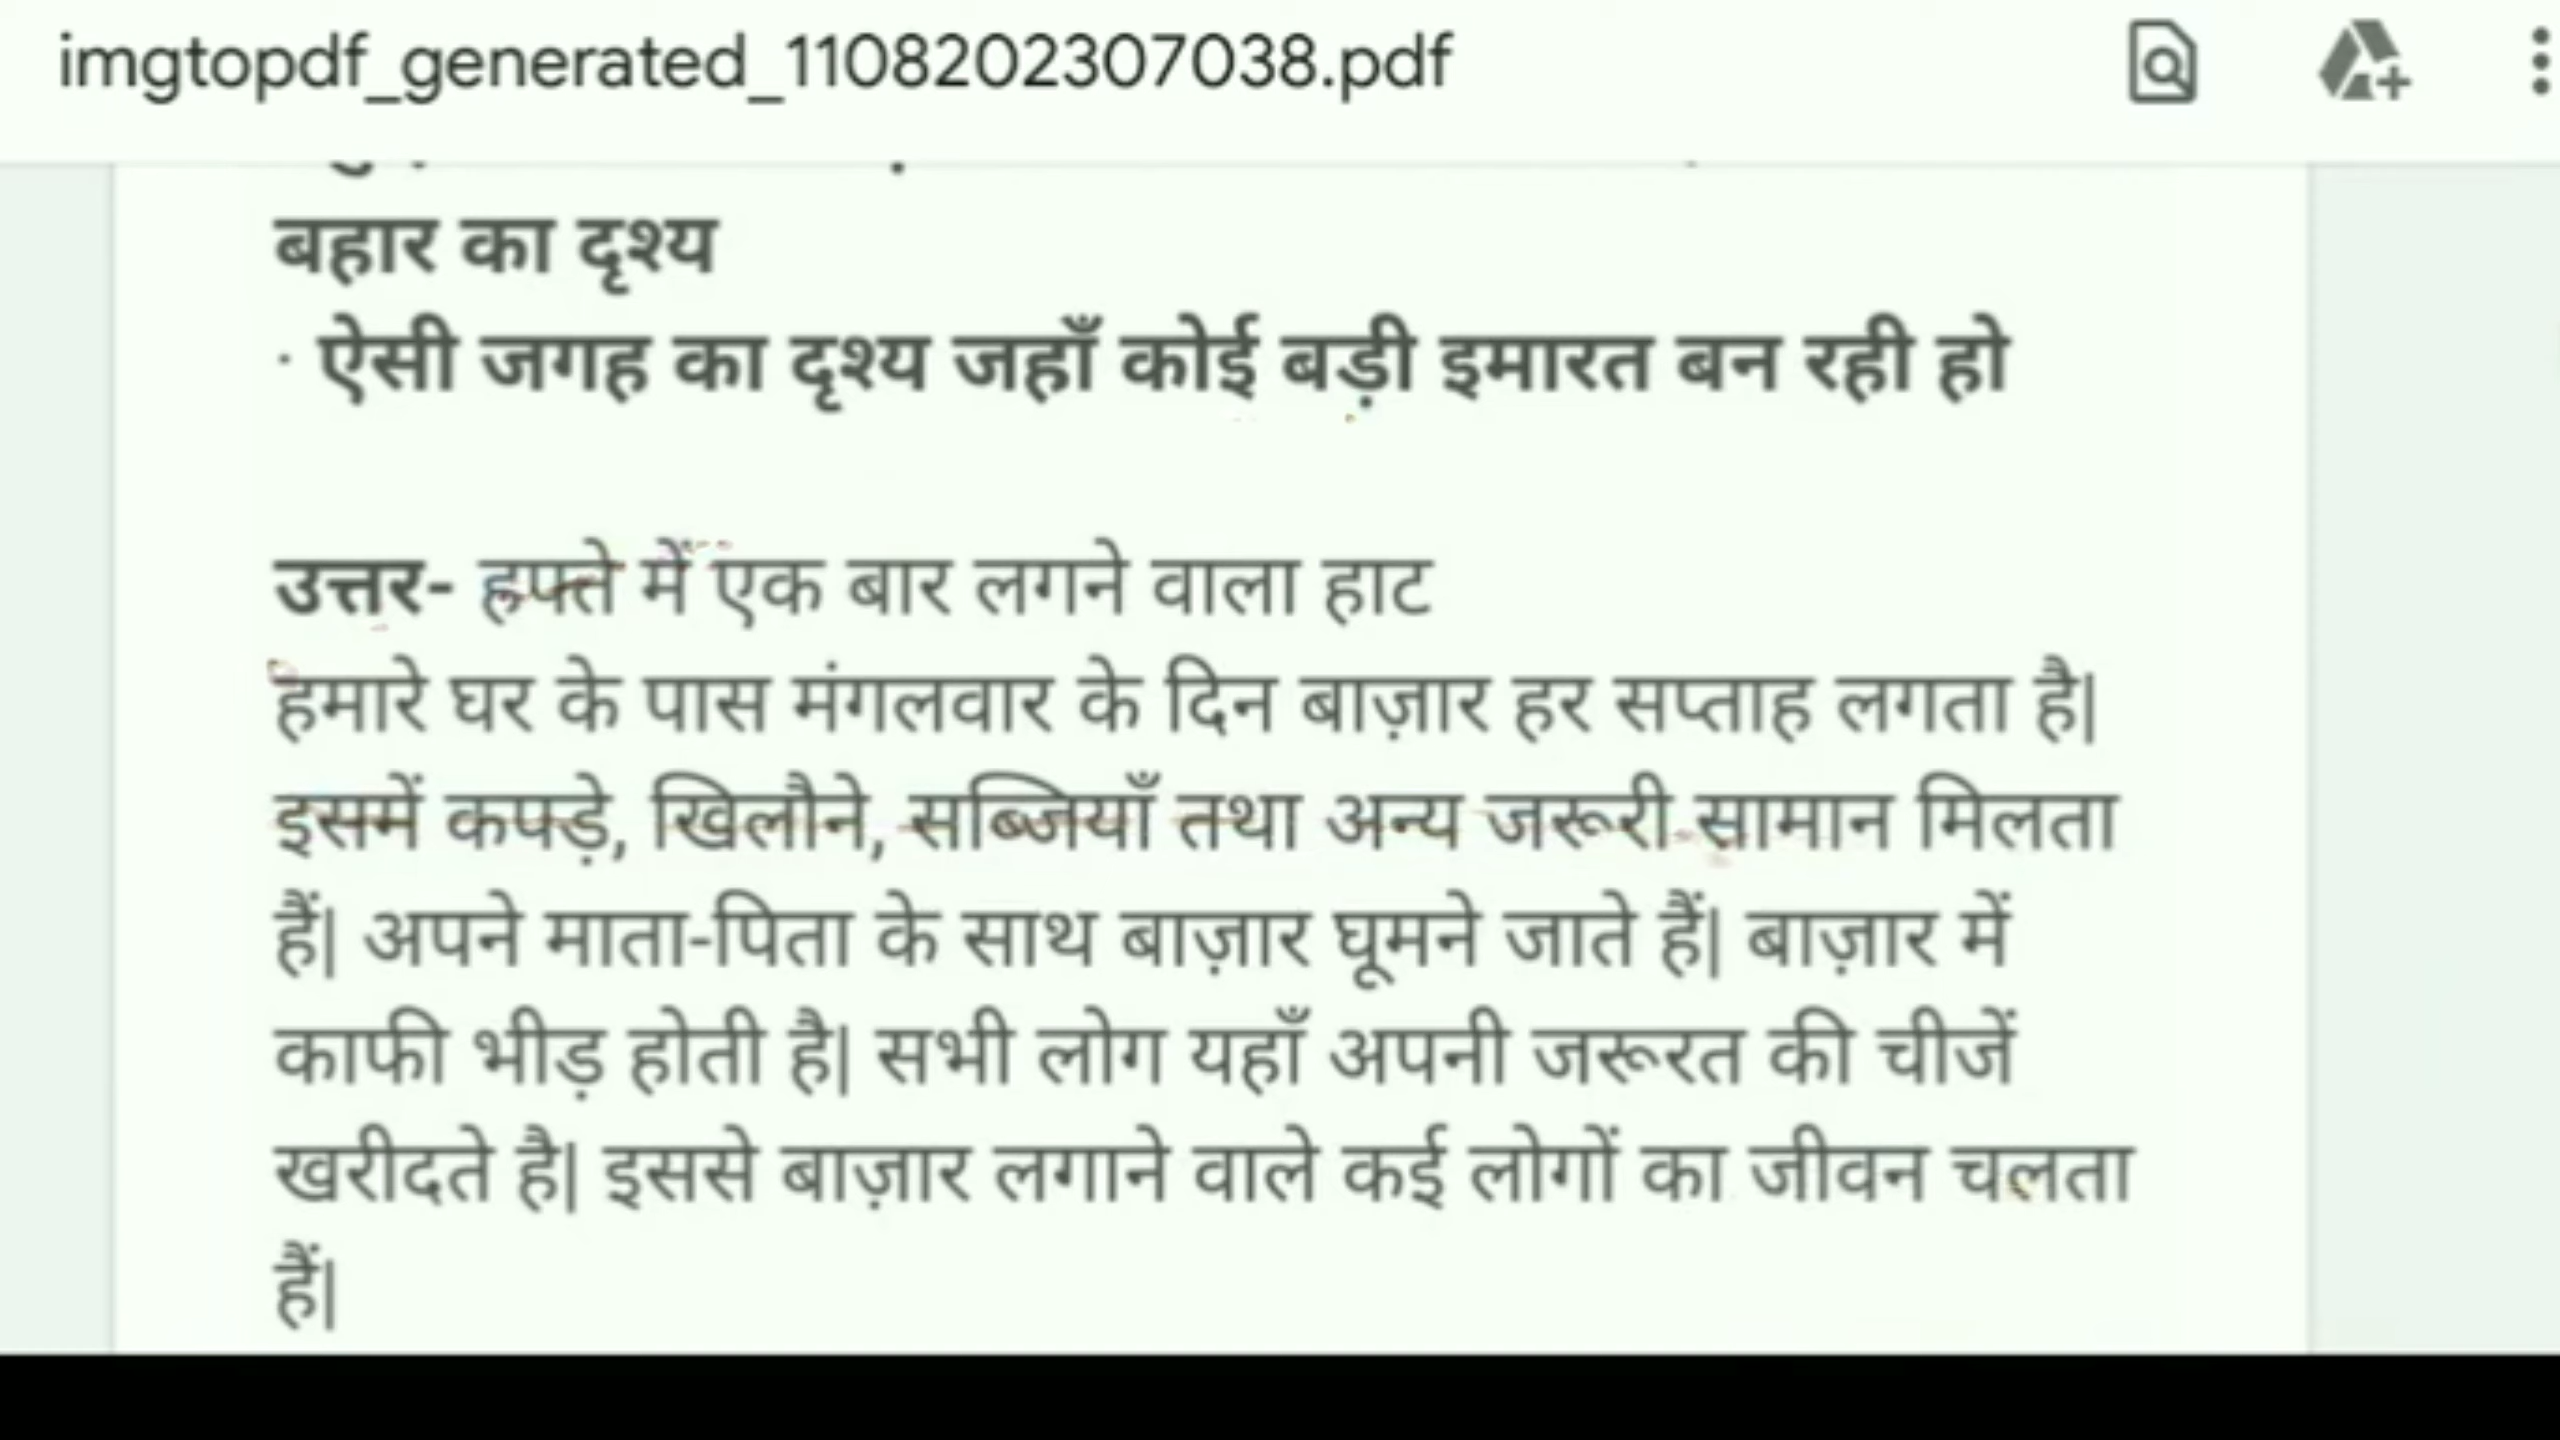 imgtopdf_generated_1108202307038.pdf
बहार का दृश्य
· ऐसी जगह का दृश्य जहाँ कोई बड़ी इमारत बन रही हो
उत्तर- हफ्ते में एक बार लगने वाला हाट
हमारे घर के पास मंगलवार के दिन बाज़ार हर सप्ताह लगता है|
इसमें कपड़े, खिलौने, सब्जियाँ तथा अन्य जरूरी सामान मिलता
हैं| अपने माता-पिता के साथ बाज़ार घूमने जाते हैं| बाज़ार में
काफी भीड़ होती है| सभी लोग यहाँ अपनी जरूरत की चीजें
खरीदते है| इससे बाज़ार लगाने वाले कई लोगों का जीवन चलता
हैं|